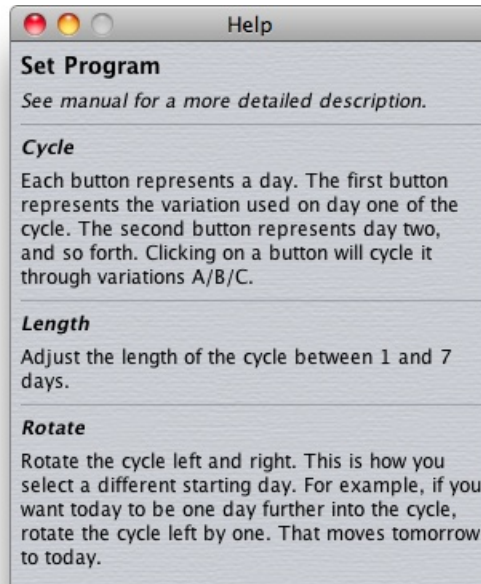 Help
Set Program
See manual for a more detailed description.
Cycle
Each button represents a day. The first button
represents the variation used on day one of the
cycle. The second button represents day two,
and so forth. Clicking on a button will cycle it
through variations A/B/C.
Length
Adjust the length of the cycle between 1 and 7
days.
Rotate
Rotate the cycle left and right. This is how you
select a different starting day. For example, if you
want today to be one day further into the cycle,
rotate the cycle left by one. That moves tomorrow
to today.